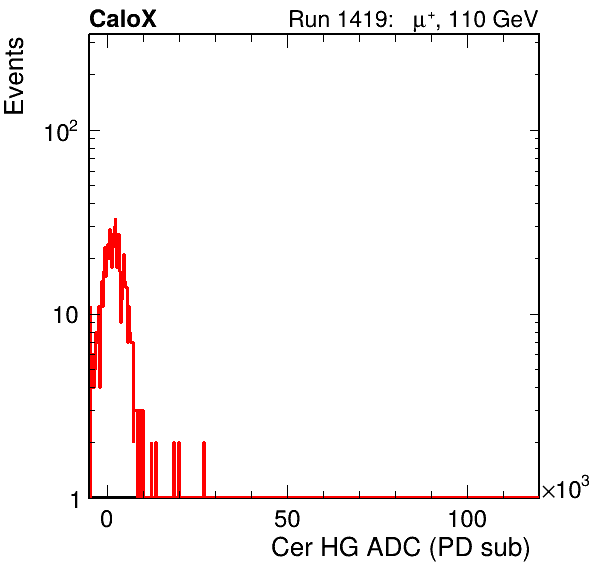 CaloX Run 1419: μ⁺, 110 GeV
Events
10²
10
1
0 50 100 ×10³
Cer HG ADC (PD sub)